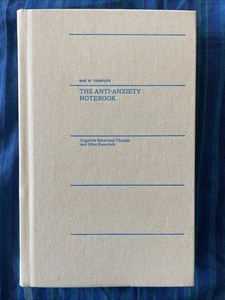 THE ANTI-ANXIETY
NOTEBOOK
Cognitive Behavioral Therapy
and Other Essentials